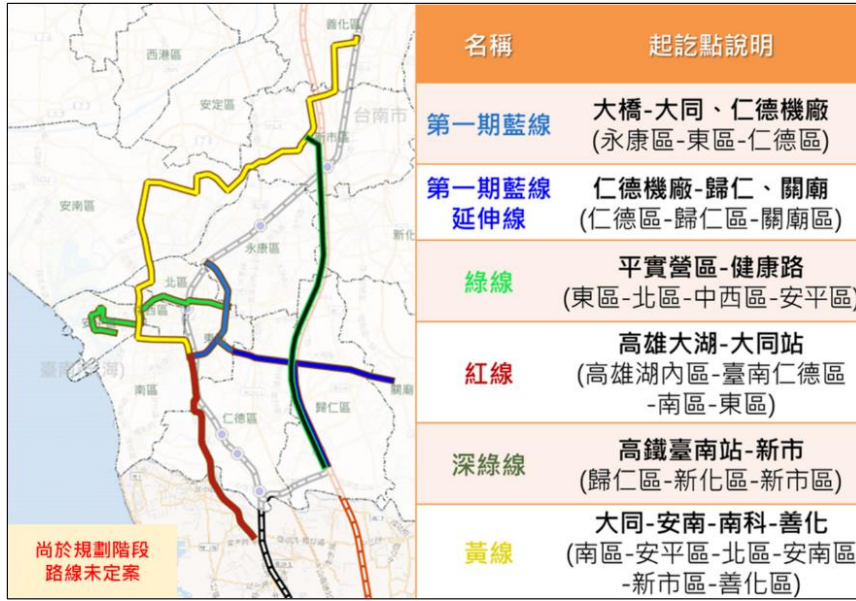 善化區
西港區
安定區
台南市
新市區
安南區
新化
永康區
北區
中西區
東
臺南(
海)
南區
關廟
仁德區
歸仁區
尚於規劃階段
路線未定案
名稱
起訖點說明
第一期藍線
大橋-大同、仁德機廠
(永康區-東區-仁德區)
第一期藍線
延伸線
仁德機廠-歸仁、關廟
(仁德區-歸仁區-關廟區)
綠線
平實營區-健康路
(東區-北區-中西區-安平區)
紅線
高雄大湖-大同站
(高雄湖內區-臺南仁德區
-南區-東區)
深綠線
高鐵臺南站-新市
(歸仁區-新化區-新市區)
黃線
大同-安南-南科-善化
(南區-安平區-北區-安南區
-新市區-善化區)